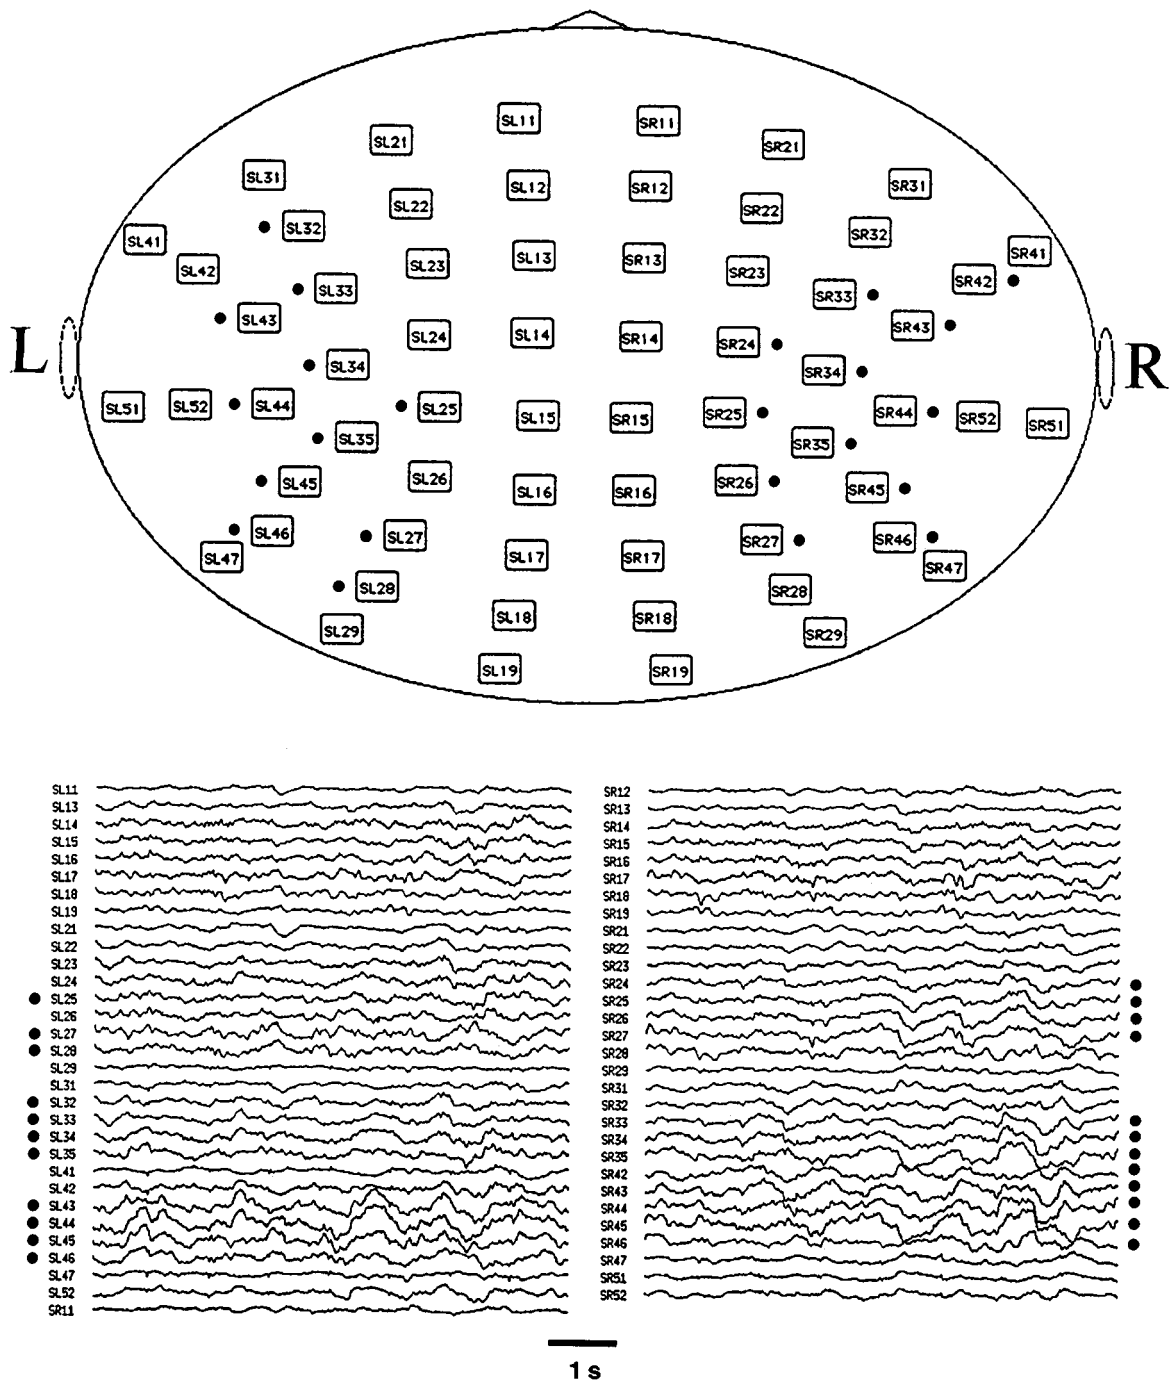 SL11 SR11
SL21 SR21
SL31 SL12 SR12 SR31
SL22 SR22
SL32 SR32
SL41 SR41
SL42 SL23 SL13 SR13 SR23 SR42
SL33 SR33
SL43 SR43
L SL24 SL14 SR14 SR24 R
SL34 SR34
SL51 SL52 SL44 SL25 SL15 SR15 SR25 SR44 SR52 SR51
SL35 SR35
SL45 SL26 SL16 SR16 SR26 SR45
SL46 SL27 SR27 SR46
SL47 SL17 SR17 SR47
SL28 SR28
SL29 SL18 SR18 SR29
SL19 SR19
SL11
SL13
SL14
SL15
SL16
SL17
SL18
SL19
SL21
SL22
SL23
SL24
SL25
SL26
SL27
SL28
SL29
SL31
SL32
SL33
SL34
SL35
SL41
SL42
SL43
SL44
SL45
SL46
SL47
SL52
SR11
SR12
SR13
SR14
SR15
SR16
SR17
SR18
SR19
SR21
SR22
SR23
SR24
SR25
SR26
SR27
SR28
SR29
SR31
SR32
SR33
SR34
SR35
SR42
SR43
SR44
SR45
SR46
SR47
SR51
SR52
1 s